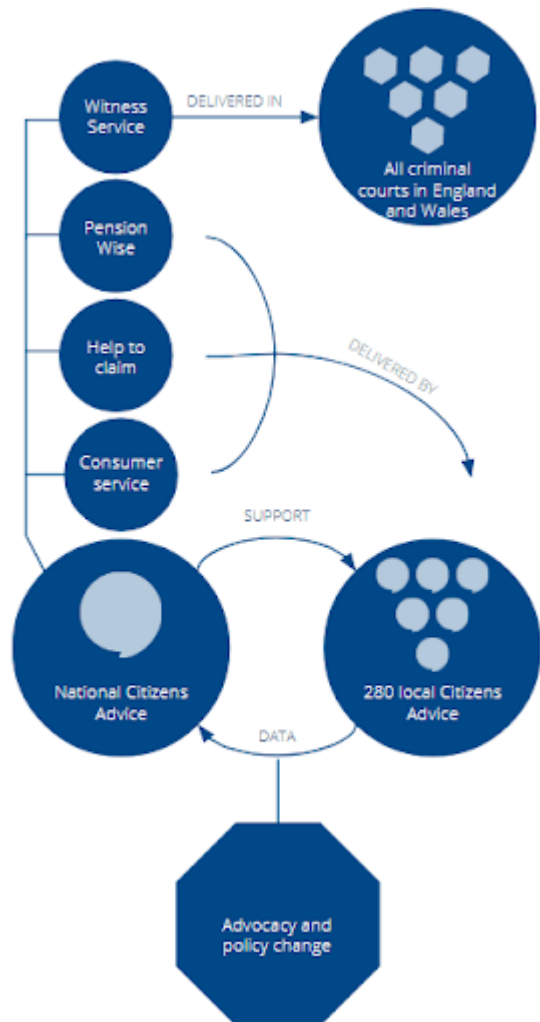 Witness
Service
DELIVERED IN
All criminal
courts in England
and Wales
Pension
Wise
Help to
claim
DELIVERED BY
Consumer
service
SUPPORT
National Citizens
Advice
280 local Citizens
Advice
DATA
Advocacy and
policy change